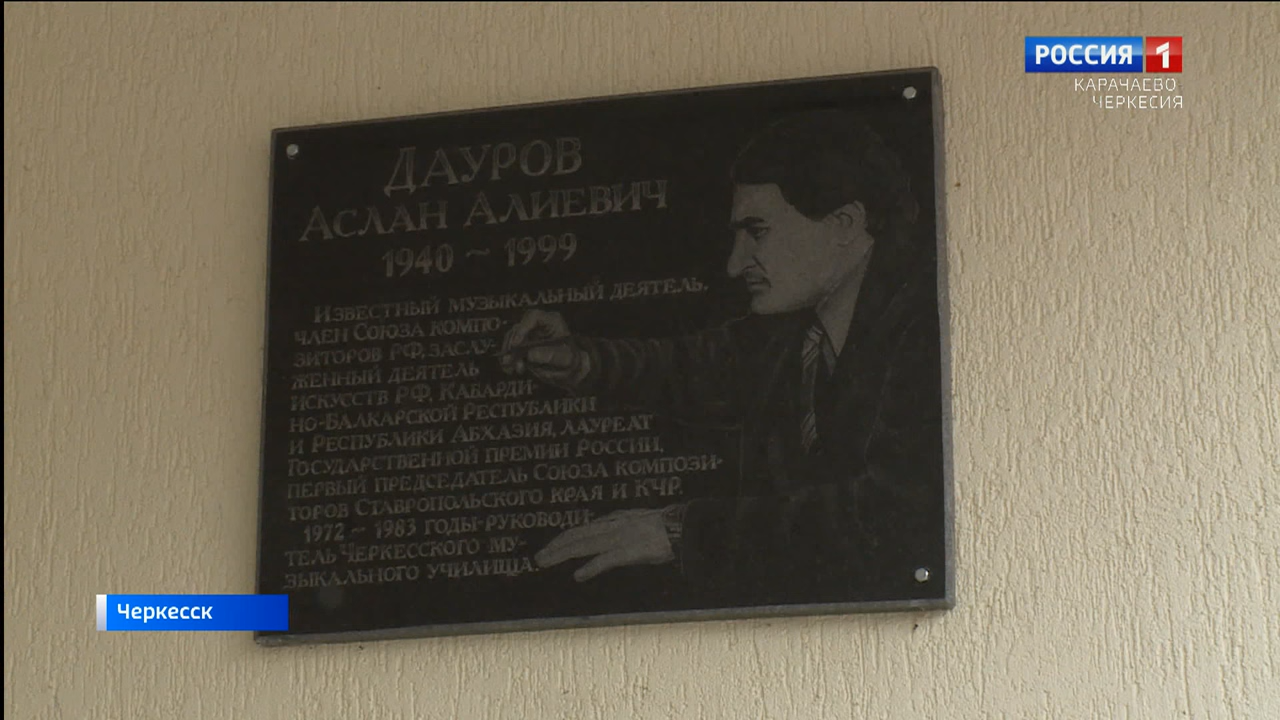 РОССИЯ 1
КАРАЧАЕВО-
ЧЕРКЕСИЯ
ДАУРОВ
АСЛАН АЛИЕВИЧ
1940 ~ 1999
ИЗВЕСТНЫЙ МУЗЫКАЛЬНЫЙ ДЕЯТЕЛЬ,
ЧЛЕН СОЮЗА КОМПО-
ЗИТОРОВ РФ, ЗАСЛУ-
ЖЕННЫЙ ДЕЯТЕЛЬ
ИСКУССТВ РФ, КАБАРДИ-
НО-БАЛКАРСКОЙ РЕСПУБЛИКИ
И РЕСПУБЛИКИ АБХАЗИЯ, ЛАУРЕАТ
ГОСУДАРСТВЕННОЙ ПРЕМИИ РОССИИ,
ПЕРВЫЙ ПРЕДСЕДАТЕЛЬ СОЮЗА КОМПОЗИ-
ТОРОВ СТАВРОПОЛЬСКОГО КРАЯ И КЧР.
1972 ~ 1983 ГОДЫ-РУКОВОДИ-
ТЕЛЬ ЧЕРКЕССКОГО МУ-
ЗЫКАЛЬНОГО УЧИЛИЩА.
Черкесск